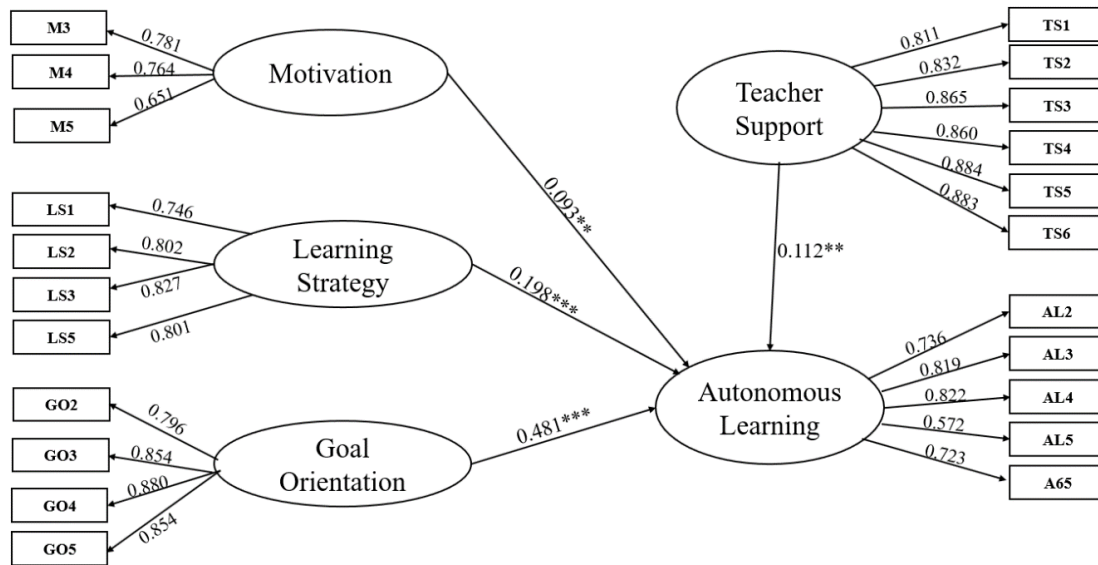 M3
0.781
M4
0.764
M5
0.651
Motivation
0.093**
LS1
0.746
LS2
0.802
LS3
0.827
LS5
0.801
Learning
Strategy
0.198***
GO2
0.796
GO3
0.854
GO4
0.880
GO5
0.854
Goal
Orientation
0.481***
Teacher
Support
0.112**
0.811
TS1
0.832
TS2
0.865
TS3
0.860
TS4
0.884
TS5
0.883
TS6
Autonomous
Learning
0.736
AL2
0.819
AL3
0.822
AL4
0.572
AL5
0.723
A65